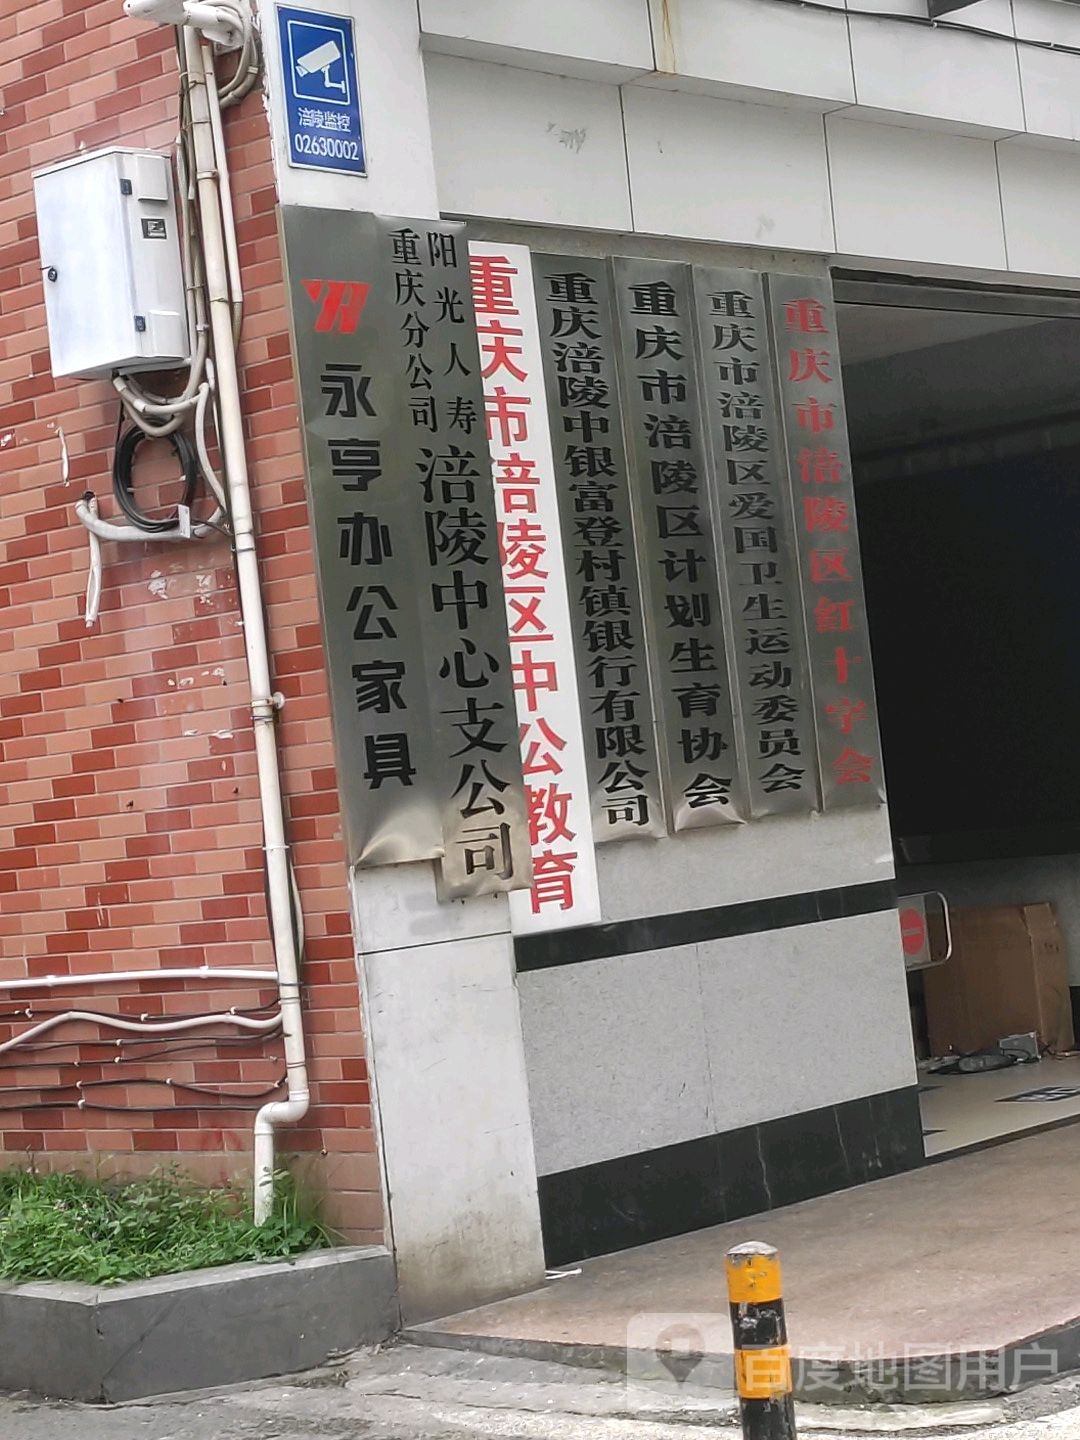 涪陵监控
02630002
永亨办公家具
阳光人寿
重庆分公司
涪陵中心支公司
重庆市涪陵区中公教育
重庆涪陵中银富登村镇银行有限公司
重庆市涪陵区计划生育协会
重庆市涪陵区爱国卫生运动委员会
重庆市涪陵区红十字会
百度地图用户